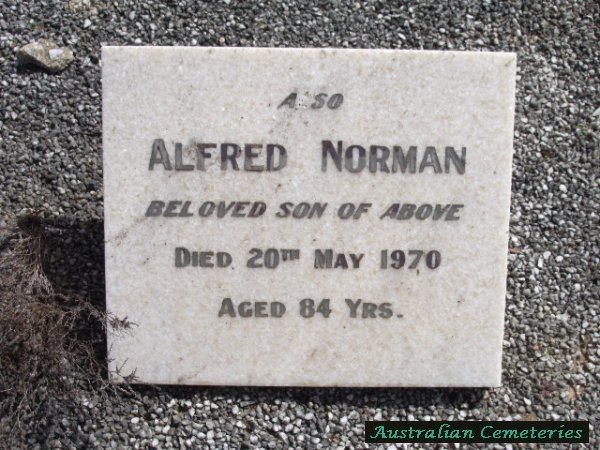 ALSO
ALFRED NORMAN
BELOVED SON OF ABOVE
DIED 20TH MAY 1970
AGED 84 YRS.
Australian Cemeteries